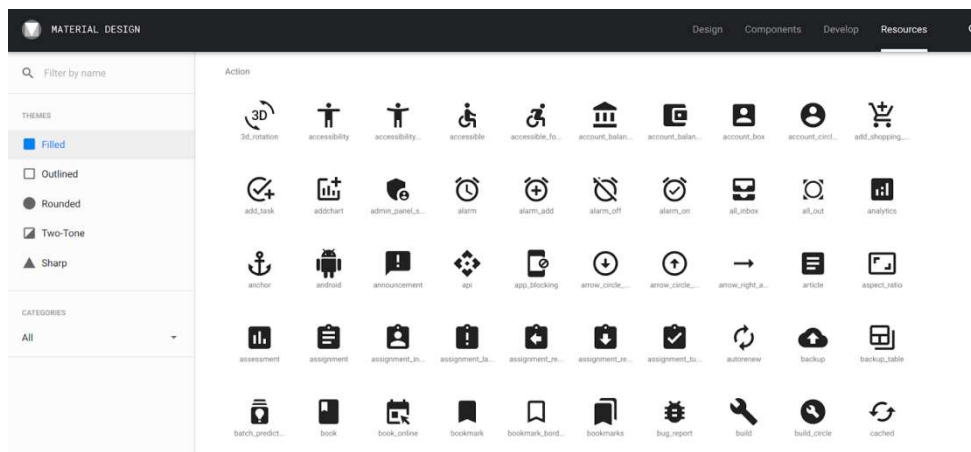 MATERIAL DESIGN
Design Components Develop Resources
Filter by name
THEMES
Filled
Outlined
Rounded
Two-Tone
Sharp
CATEGORIES
All
Action
3D
3d_rotation accessibility accessibility... accessible accessible_fo... account_balan... account_balan... account_box account_circl... add_shopping_...
add_task addchart admin_panel_s... alarm alarm_add alarm_off alarm_on all_inbox all_out analytics
anchor android announcement api app_blocking arrow_circle_... arrow_circle_... arrow_right_a... article aspect_ratio
assessment assignment assignment_in... assignment_la... assignment_re... assignment_re... assignment_tu... autorenew backup backup_table
batch_predict... book book_online bookmark bookmark_bord... bookmarks bug_report build build_circle cached